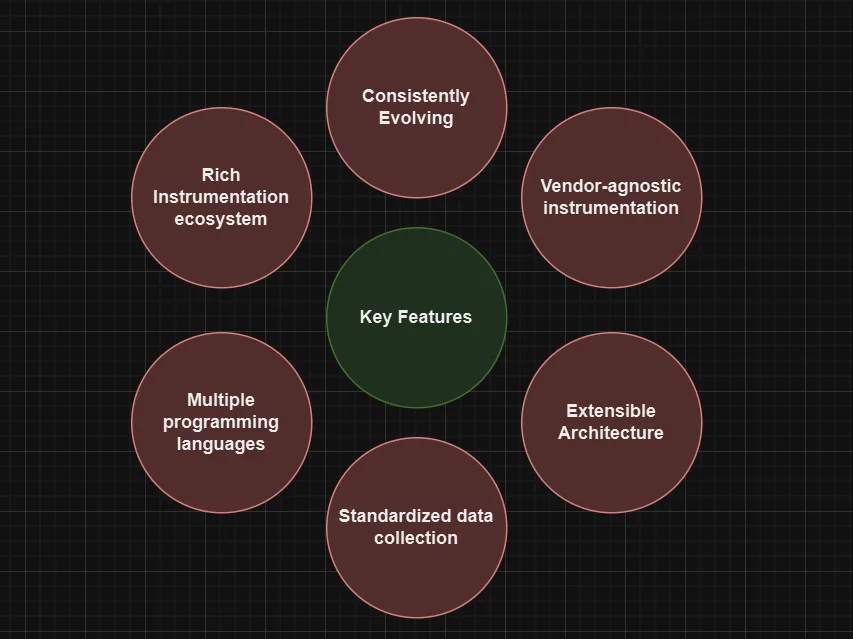 Consistently
Evolving
Rich
Instrumentation
ecosystem
Vendor-agnostic
instrumentation
Key Features
Multiple
programming
languages
Extensible
Architecture
Standardized data
collection